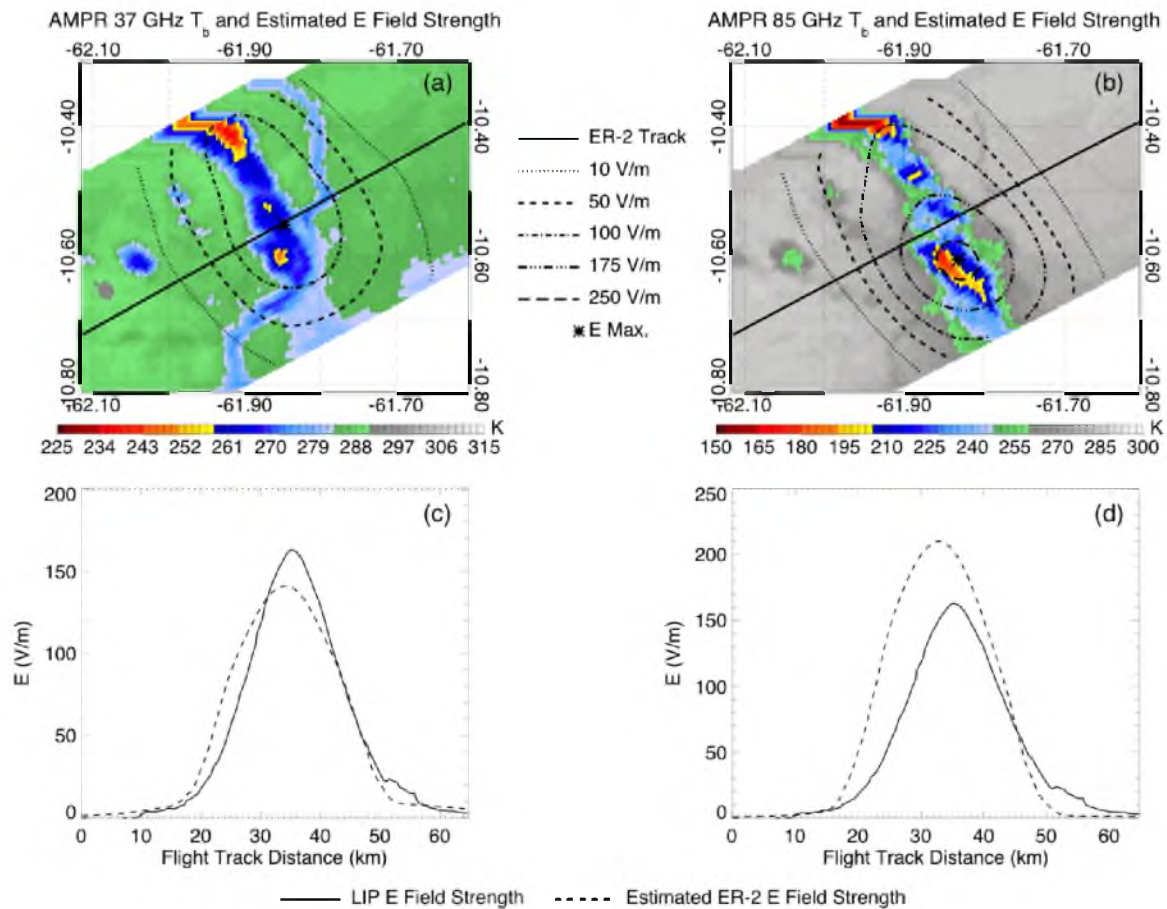 AMPR 37 GHz Tb and Estimated E Field Strength
-62.10 -61.90 -61.70
(a)
-10.40 -10.60 -10.80
-10.40 -10.60 -10.80
-62.10 -61.90 -61.70
225 234 243 252 261 270 279 288 297 306 315 K
ER-2 Track
10 V/m
50 V/m
100 V/m
175 V/m
250 V/m
E Max.
AMPR 85 GHz Tb and Estimated E Field Strength
-62.10 -61.90 -61.70
(b)
-10.40 -10.60 -10.80
-10.40 -10.60 -10.80
-62.10 -61.90 -61.70
150 165 180 195 210 225 240 255 270 285 300 K
200
150
100
50
0
E (V/m)
(c)
0 10 20 30 40 50 60
Flight Track Distance (km)
250
200
150
100
50
0
E (V/m)
(d)
0 10 20 30 40 50 60
Flight Track Distance (km)
LIP E Field Strength
Estimated ER-2 E Field Strength